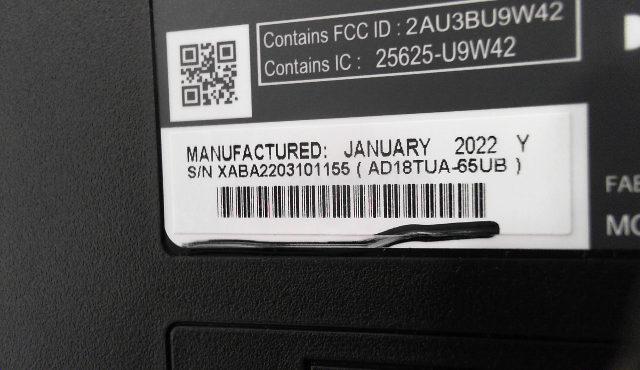 Contains FCC ID : 2AU3BU9W42
Contains IC : 25625-U9W42
MANUFACTURED: JANUARY 2022 Y
S/N XABA2203101155 ( AD18TUA-65UB )